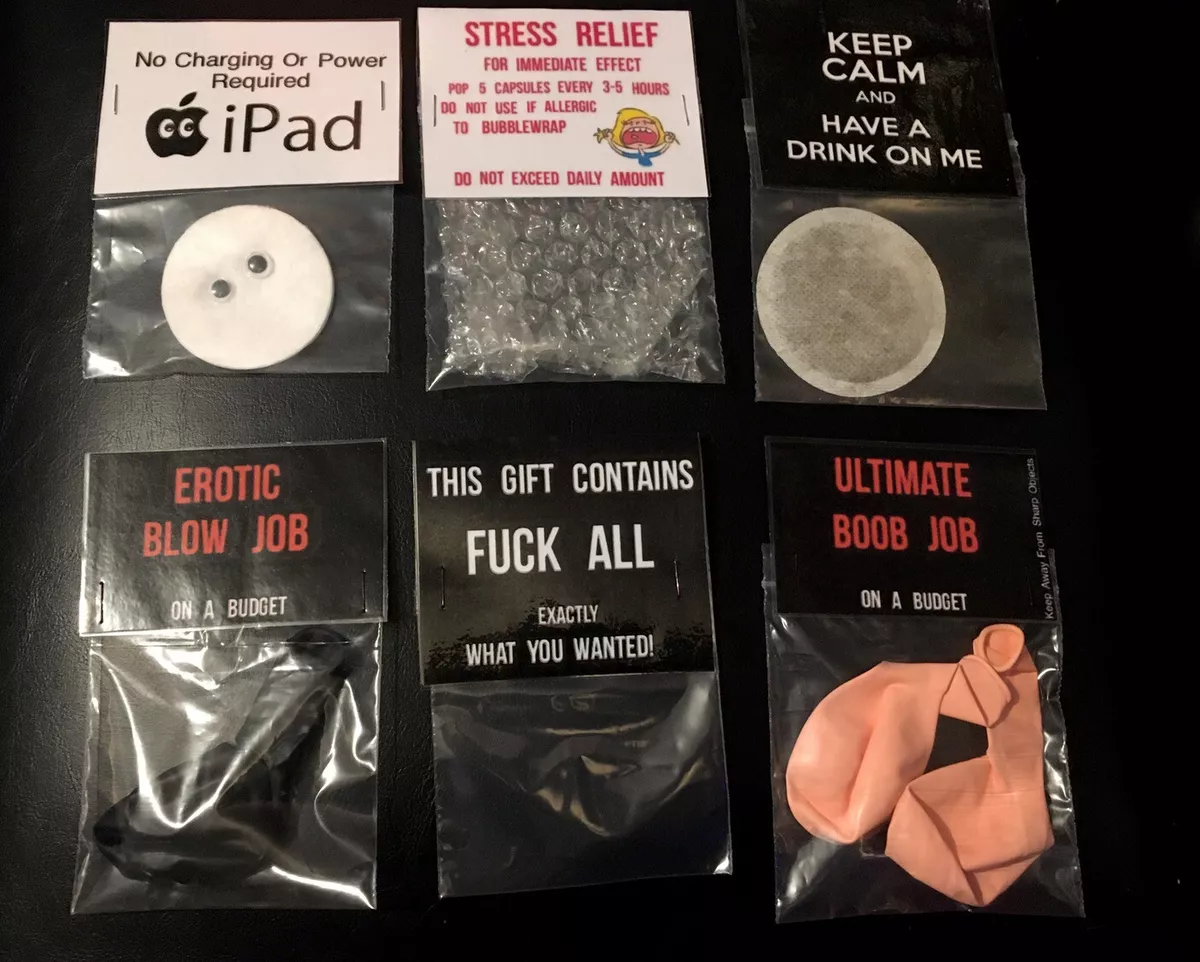 No Charging Or Power
Required
iPad
STRESS RELIEF
FOR IMMEDIATE EFFECT
POP 5 CAPSULES EVERY 3-5 HOURS
DO NOT USE IF ALLERGIC
TO BUBBLEWRAP
DO NOT EXCEED DAILY AMOUNT
KEEP
CALM
AND
HAVE A
DRINK ON ME
EROTIC
BLOW JOB
ON A BUDGET
THIS GIFT CONTAINS
FUCK ALL
EXACTLY
WHAT YOU WANTED!
ULTIMATE
BOOB JOB
ON A BUDGET
Keep Away From Sharp Objects